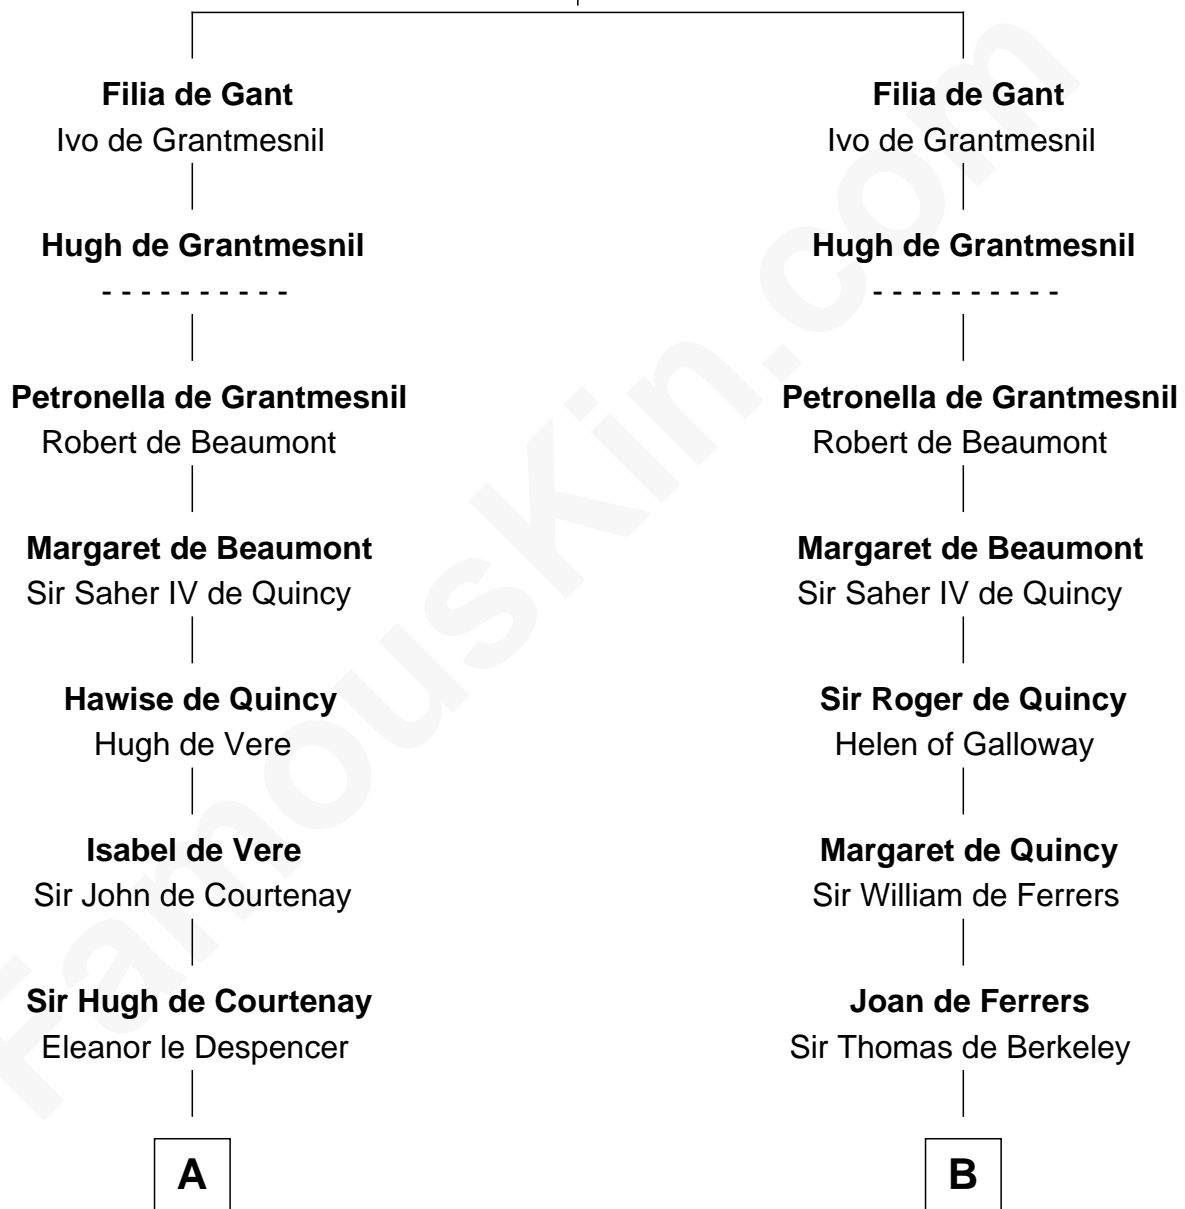 Filia de Gant
Ivo de Grantmesnil
Hugh de Grantmesnil
- - - - - - - - - -
Petronella de Grantmesnil
Robert de Beaumont
Margaret de Beaumont
Sir Saher IV de Quincy
Hawise de Quincy
Hugh de Vere
Isabel de Vere
Sir John de Courtenay
Sir Hugh de Courtenay
Eleanor le Despencer
A
Filia de Gant
Ivo de Grantmesnil
Hugh de Grantmesnil
- - - - - - - - - -
Petronella de Grantmesnil
Robert de Beaumont
Margaret de Beaumont
Sir Saher IV de Quincy
Sir Roger de Quincy
Helen of Galloway
Margaret de Quincy
Sir William de Ferrers
Joan de Ferrers
Sir Thomas de Berkeley
B
FamousKin.com